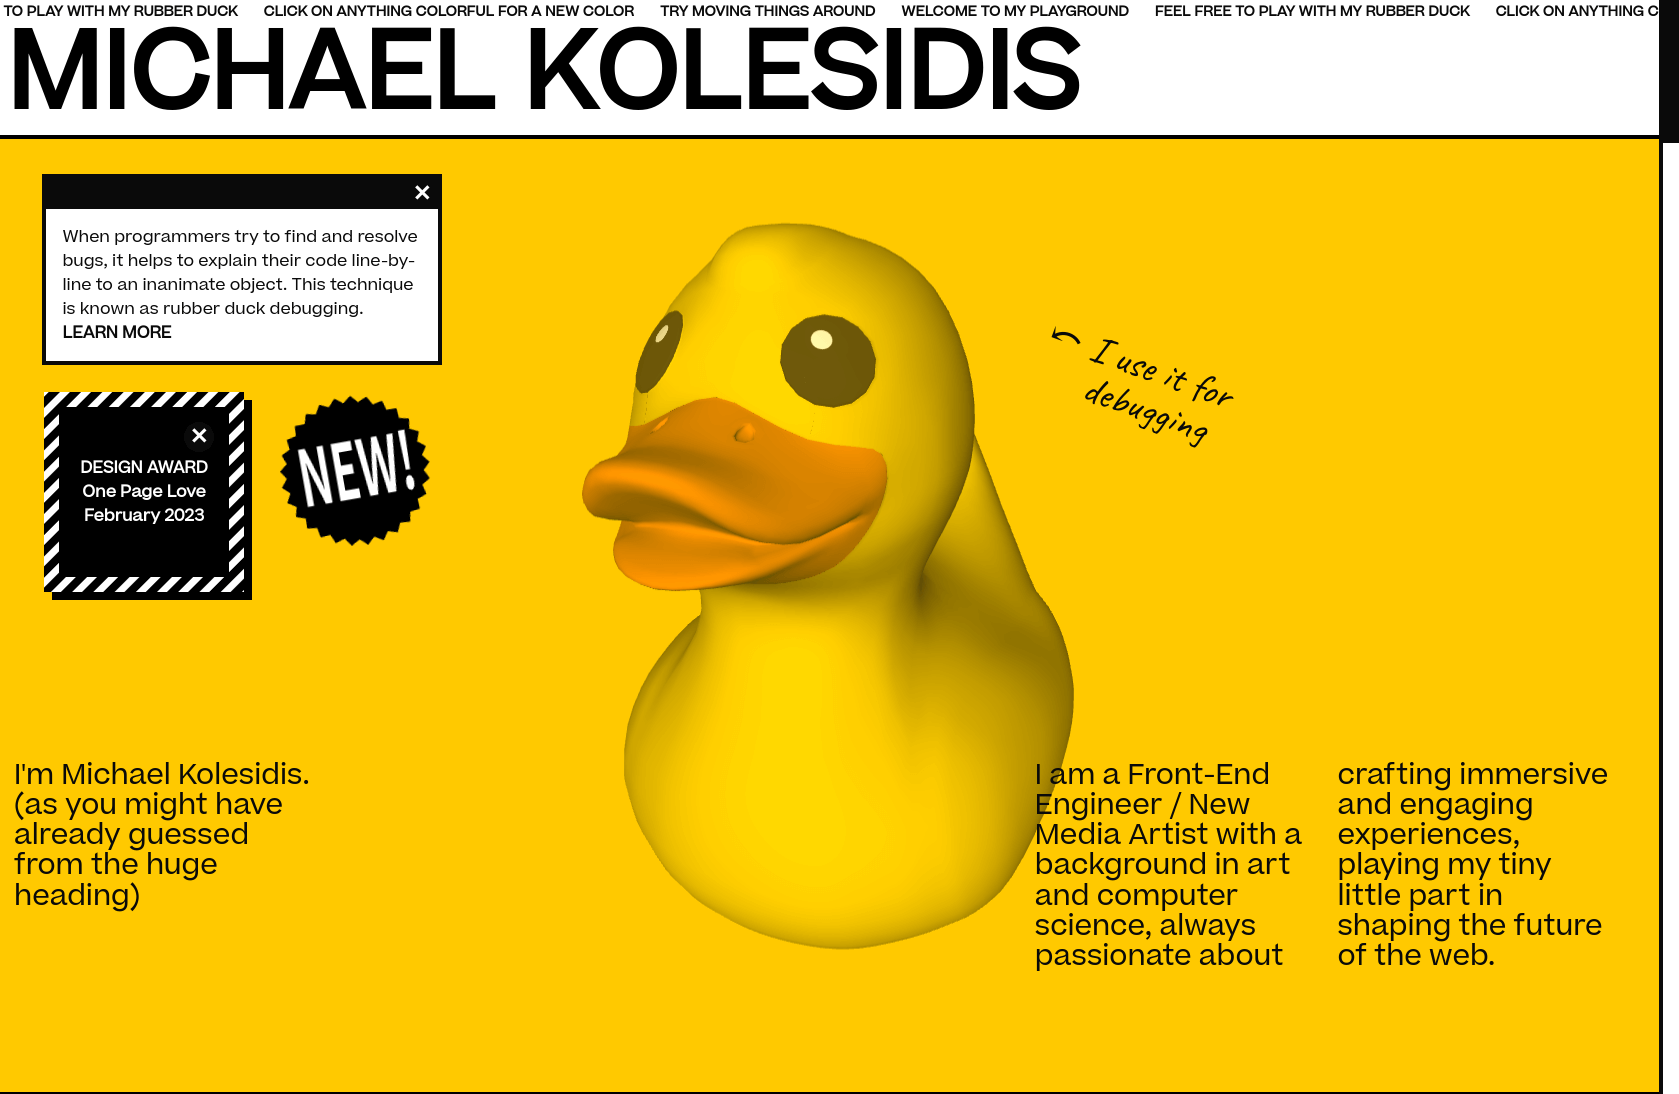 TO PLAY WITH MY RUBBER DUCK CLICK ON ANYTHING COLORFUL FOR A NEW COLOR TRY MOVING THINGS AROUND WELCOME TO MY PLAYGROUND FEEL FREE TO PLAY WITH MY RUBBER DUCK CLICK ON ANYTHING C
MICHAEL KOLESIDIS
When programmers try to find and resolve
bugs, it helps to explain their code line-by-
line to an inanimate object. This technique
is known as rubber duck debugging.
LEARN MORE
DESIGN AWARD
One Page Love
February 2023
NEW!
I use it for
debugging
I'm Michael Kolesidis.
(as you might have
already guessed
from the huge
heading)
I am a Front-End
Engineer / New
Media Artist with a
background in art
and computer
science, always
passionate about
crafting immersive
and engaging
experiences,
playing my tiny
little part in
shaping the future
of the web.